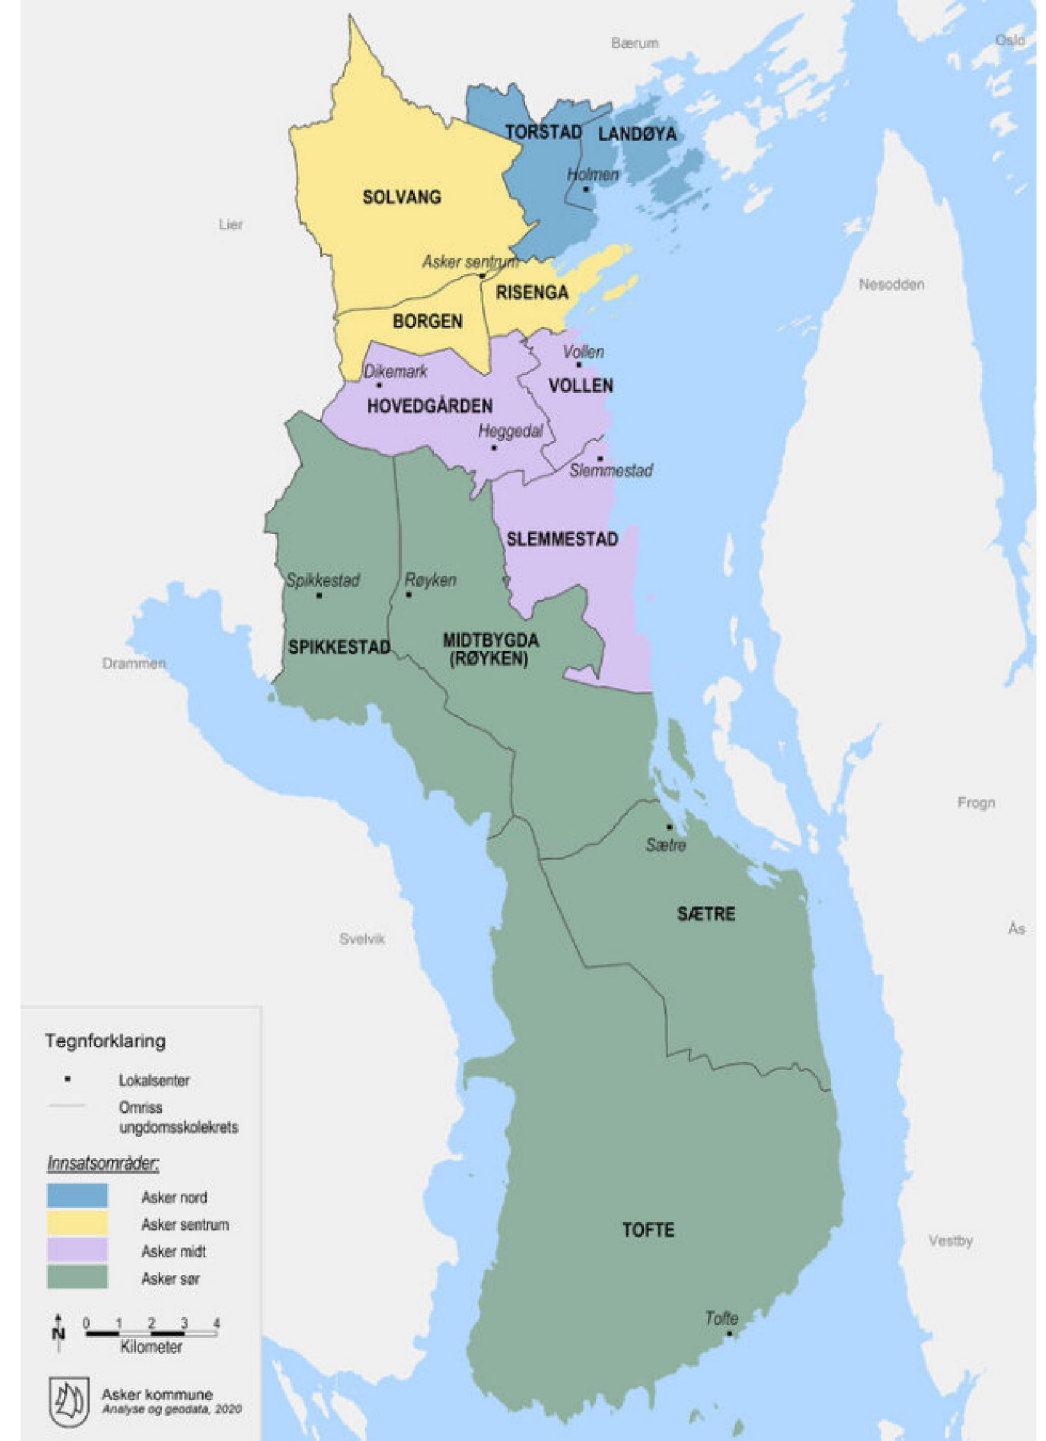 Bærum
Oslo
TORSTAD
LANDØYA
Holmen
SOLVANG
Lier
Asker sentrum
Nesodden
RISENGA
BORGEN
Vollen
Dikemark
VOLLEN
HOVEDGÅRDEN
Heggedal
Slemmestad
SLEMMESTAD
Spikkestad
Røyken
MIDTBYGDA
(RØYKEN)
SPIKKESTAD
Drammen
Frogn
Sætre
SÆTRE
Ås
Svelvik
TOFTE
Vestby
Tofte
Tegnforklaring
Lokalsenter
Omriss
ungdomsskolekrets
Innsatsområder:
Asker nord
Asker sentrum
Asker midt
Asker sør
N
0 1 2 3 4
Kilometer
Asker kommune
Analyse og geodata, 2020